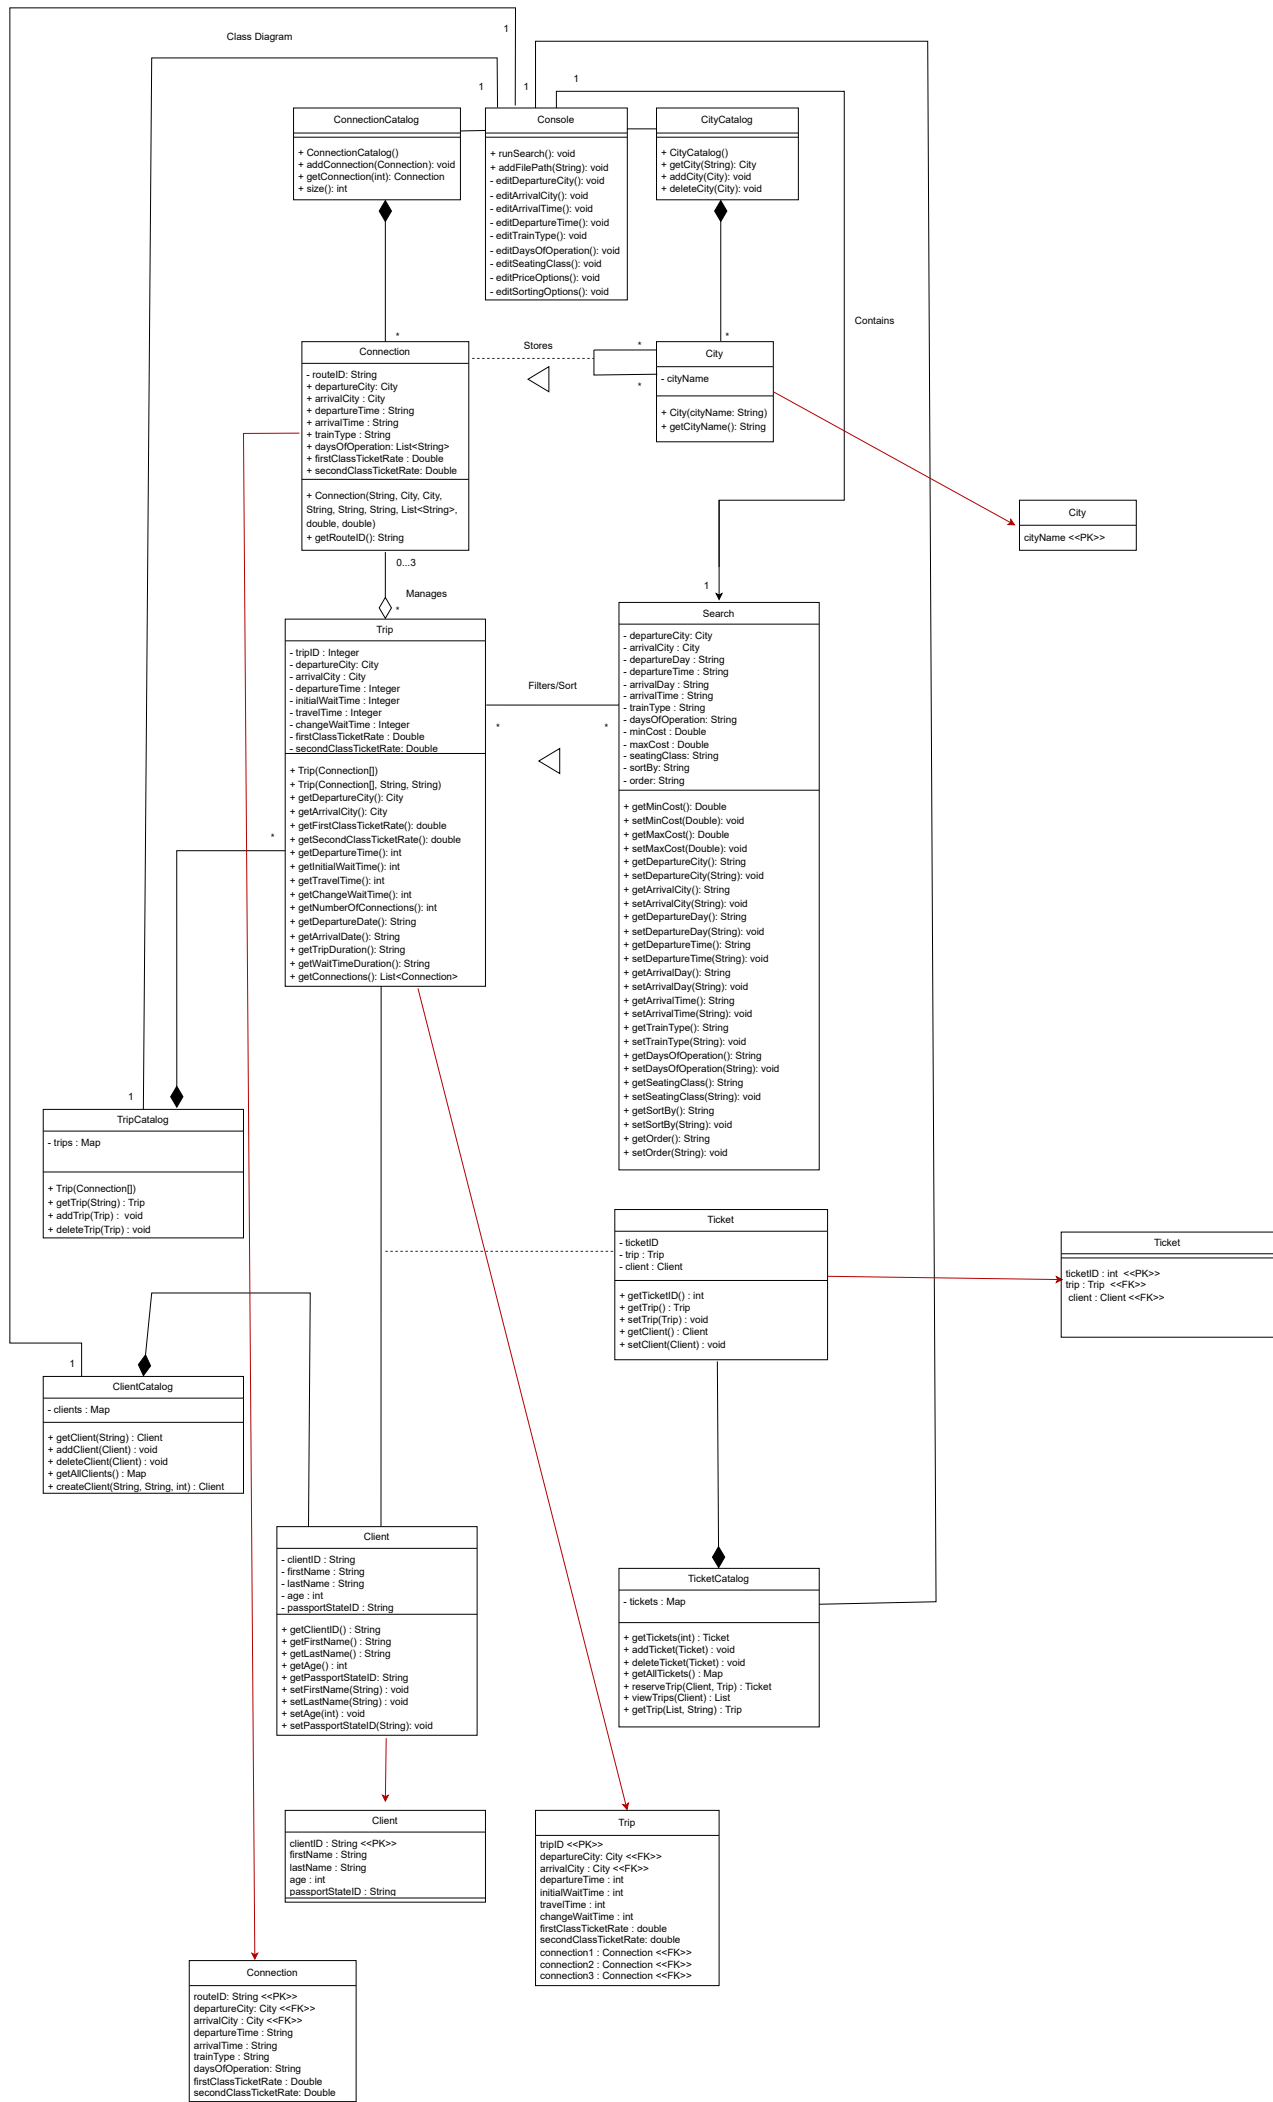 1
Class Diagram
1
1
1
ConnectionCatalog
+ ConnectionCatalog()
+ addConnection(Connection): void
+ getConnection(int): Connection
+ size(): int
Console
+ runSearch(): void
+ addFilePath(String): void
- editDepartureCity(): void
- editArrivalCity(): void
- editArrivalTime(): void
- editDepartureTime(): void
- editTrainType(): void
- editDaysOfOperation(): void
- editSeatingClass(): void
- editPriceOptions(): void
- editSortingOptions(): void
CityCatalog
+ CityCatalog()
+ getCity(String): City
+ addCity(City): void
+ deleteCity(City): void
Contains
*
*
Stores
*
*
Connection
- routeID: String
+ departureCity: City
+ arrivalCity : City
+ departureTime : String
+ arrivalTime : String
+ trainType : String
+ daysOfOperation: List<String>
+ firstClassTicketRate : Double
+ secondClassTicketRate: Double
+ Connection(String, City, City,
String, String, String, List<String>,
double, double)
+ getRouteID(): String
City
- cityName
+ City(cityName: String)
+ getCityName(): String
City
cityName <<PK>>
0...3
Manages
*
1
Trip
- tripID : Integer
- departureCity: City
- arrivalCity : City
- departureTime : Integer
- initialWaitTime : Integer
- travelTime : Integer
- changeWaitTime : Integer
- firstClassTicketRate : Double
- secondClassTicketRate: Double
+ Trip(Connection[])
+ Trip(Connection[], String, String)
+ getDepartureCity(): City
+ getArrivalCity(): City
+ getFirstClassTicketRate(): double
+ getSecondClassTicketRate(): double
+ getDepartureTime(): int
+ getInitialWaitTime(): int
+ getTravelTime(): int
+ getChangeWaitTime(): int
+ getNumberOfConnections(): int
+ getDepartureDate(): String
+ getArrivalDate(): String
+ getTripDuration(): String
+ getWaitTimeDuration(): String
+ getConnections(): List<Connection>
Filters/Sort
*
*
*
Search
- departureCity: City
- arrivalCity : City
- departureDay : String
- departureTime : String
- arrivalDay : String
- arrivalTime : String
- trainType : String
- daysOfOperation: String
- minCost : Double
- maxCost : Double
- seatingClass: String
- sortBy: String
- order: String
+ getMinCost(): Double
+ setMinCost(Double): void
+ getMaxCost(): Double
+ setMaxCost(Double): void
+ getDepartureCity(): String
+ setDepartureCity(String): void
+ getArrivalCity(): String
+ setArrivalCity(String): void
+ getDepartureDay(): String
+ setDepartureDay(String): void
+ getDepartureTime(): String
+ setDepartureTime(String): void
+ getArrivalDay(): String
+ setArrivalDay(String): void
+ getArrivalTime(): String
+ setArrivalTime(String): void
+ getTrainType(): String
+ setTrainType(String): void
+ getDaysOfOperation(): String
+ setDaysOfOperation(String): void
+ getSeatingClass(): String
+ setSeatingClass(String): void
+ getSortBy(): String
+ setSortBy(String): void
+ getOrder(): String
+ setOrder(String): void
1
TripCatalog
- trips : Map
+ Trip(Connection[])
+ getTrip(String) : Trip
+ addTrip(Trip) : void
+ deleteTrip(Trip) : void
Ticket
- ticketID
- trip : Trip
- client : Client
+ getTicketID() : int
+ getTrip() : Trip
+ setTrip(Trip) : void
+ getClient() : Client
+ setClient(Client) : void
Ticket
ticketID : int <<PK>>
trip : Trip <<FK>>
client : Client <<FK>>
1
ClientCatalog
- clients : Map
+ getClient(String) : Client
+ addClient(Client) : void
+ deleteClient(Client) : void
+ getAllClients() : Map
+ createClient(String, String, int) : Client
Client
- clientID : String
- firstName : String
- lastName : String
- age : int
- passportStateID : String
+ getClientID() : String
+ getFirstName() : String
+ getLastName() : String
+ getAge() : int
+ getPassportStateID: String
+ setFirstName(String) : void
+ setLastName(String) : void
+ setAge(int) : void
+ setPassportStateID(String): void
TicketCatalog
- tickets : Map
+ getTickets(int) : Ticket
+ addTicket(Ticket) : void
+ deleteTicket(Ticket) : void
+ getAllTickets() : Map
+ reserveTrip(Client, Trip) : Ticket
+ viewTrips(Client) : List
+ getTrip(List, String) : Trip
Client
clientID : String <<PK>>
firstName : String
lastName : String
age : int
passportStateID : String
Trip
tripID <<PK>>
departureCity: City <<FK>>
arrivalCity : City <<FK>>
departureTime : int
initialWaitTime : int
travelTime : int
changeWaitTime : int
firstClassTicketRate : double
secondClassTicketRate: double
connection1 : Connection <<FK>>
connection2 : Connection <<FK>>
connection3 : Connection <<FK>>
Connection
routeID: String <<PK>>
departureCity: City <<FK>>
arrivalCity : City <<FK>>
departureTime : String
arrivalTime : String
trainType : String
daysOfOperation: String
firstClassTicketRate : Double
secondClassTicketRate: Double